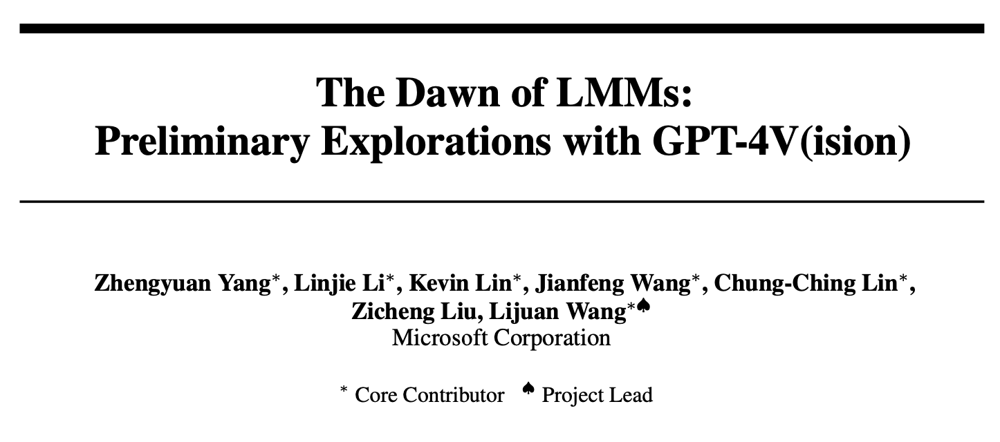 The Dawn of LMMs:
Preliminary Explorations with GPT-4V(ision)
Zhengyuan Yang*, Linjie Li*, Kevin Lin*, Jianfeng Wang*, Chung-Ching Lin*,
Zicheng Liu, Lijuan Wang*♠
Microsoft Corporation
* Core Contributor ♠ Project Lead